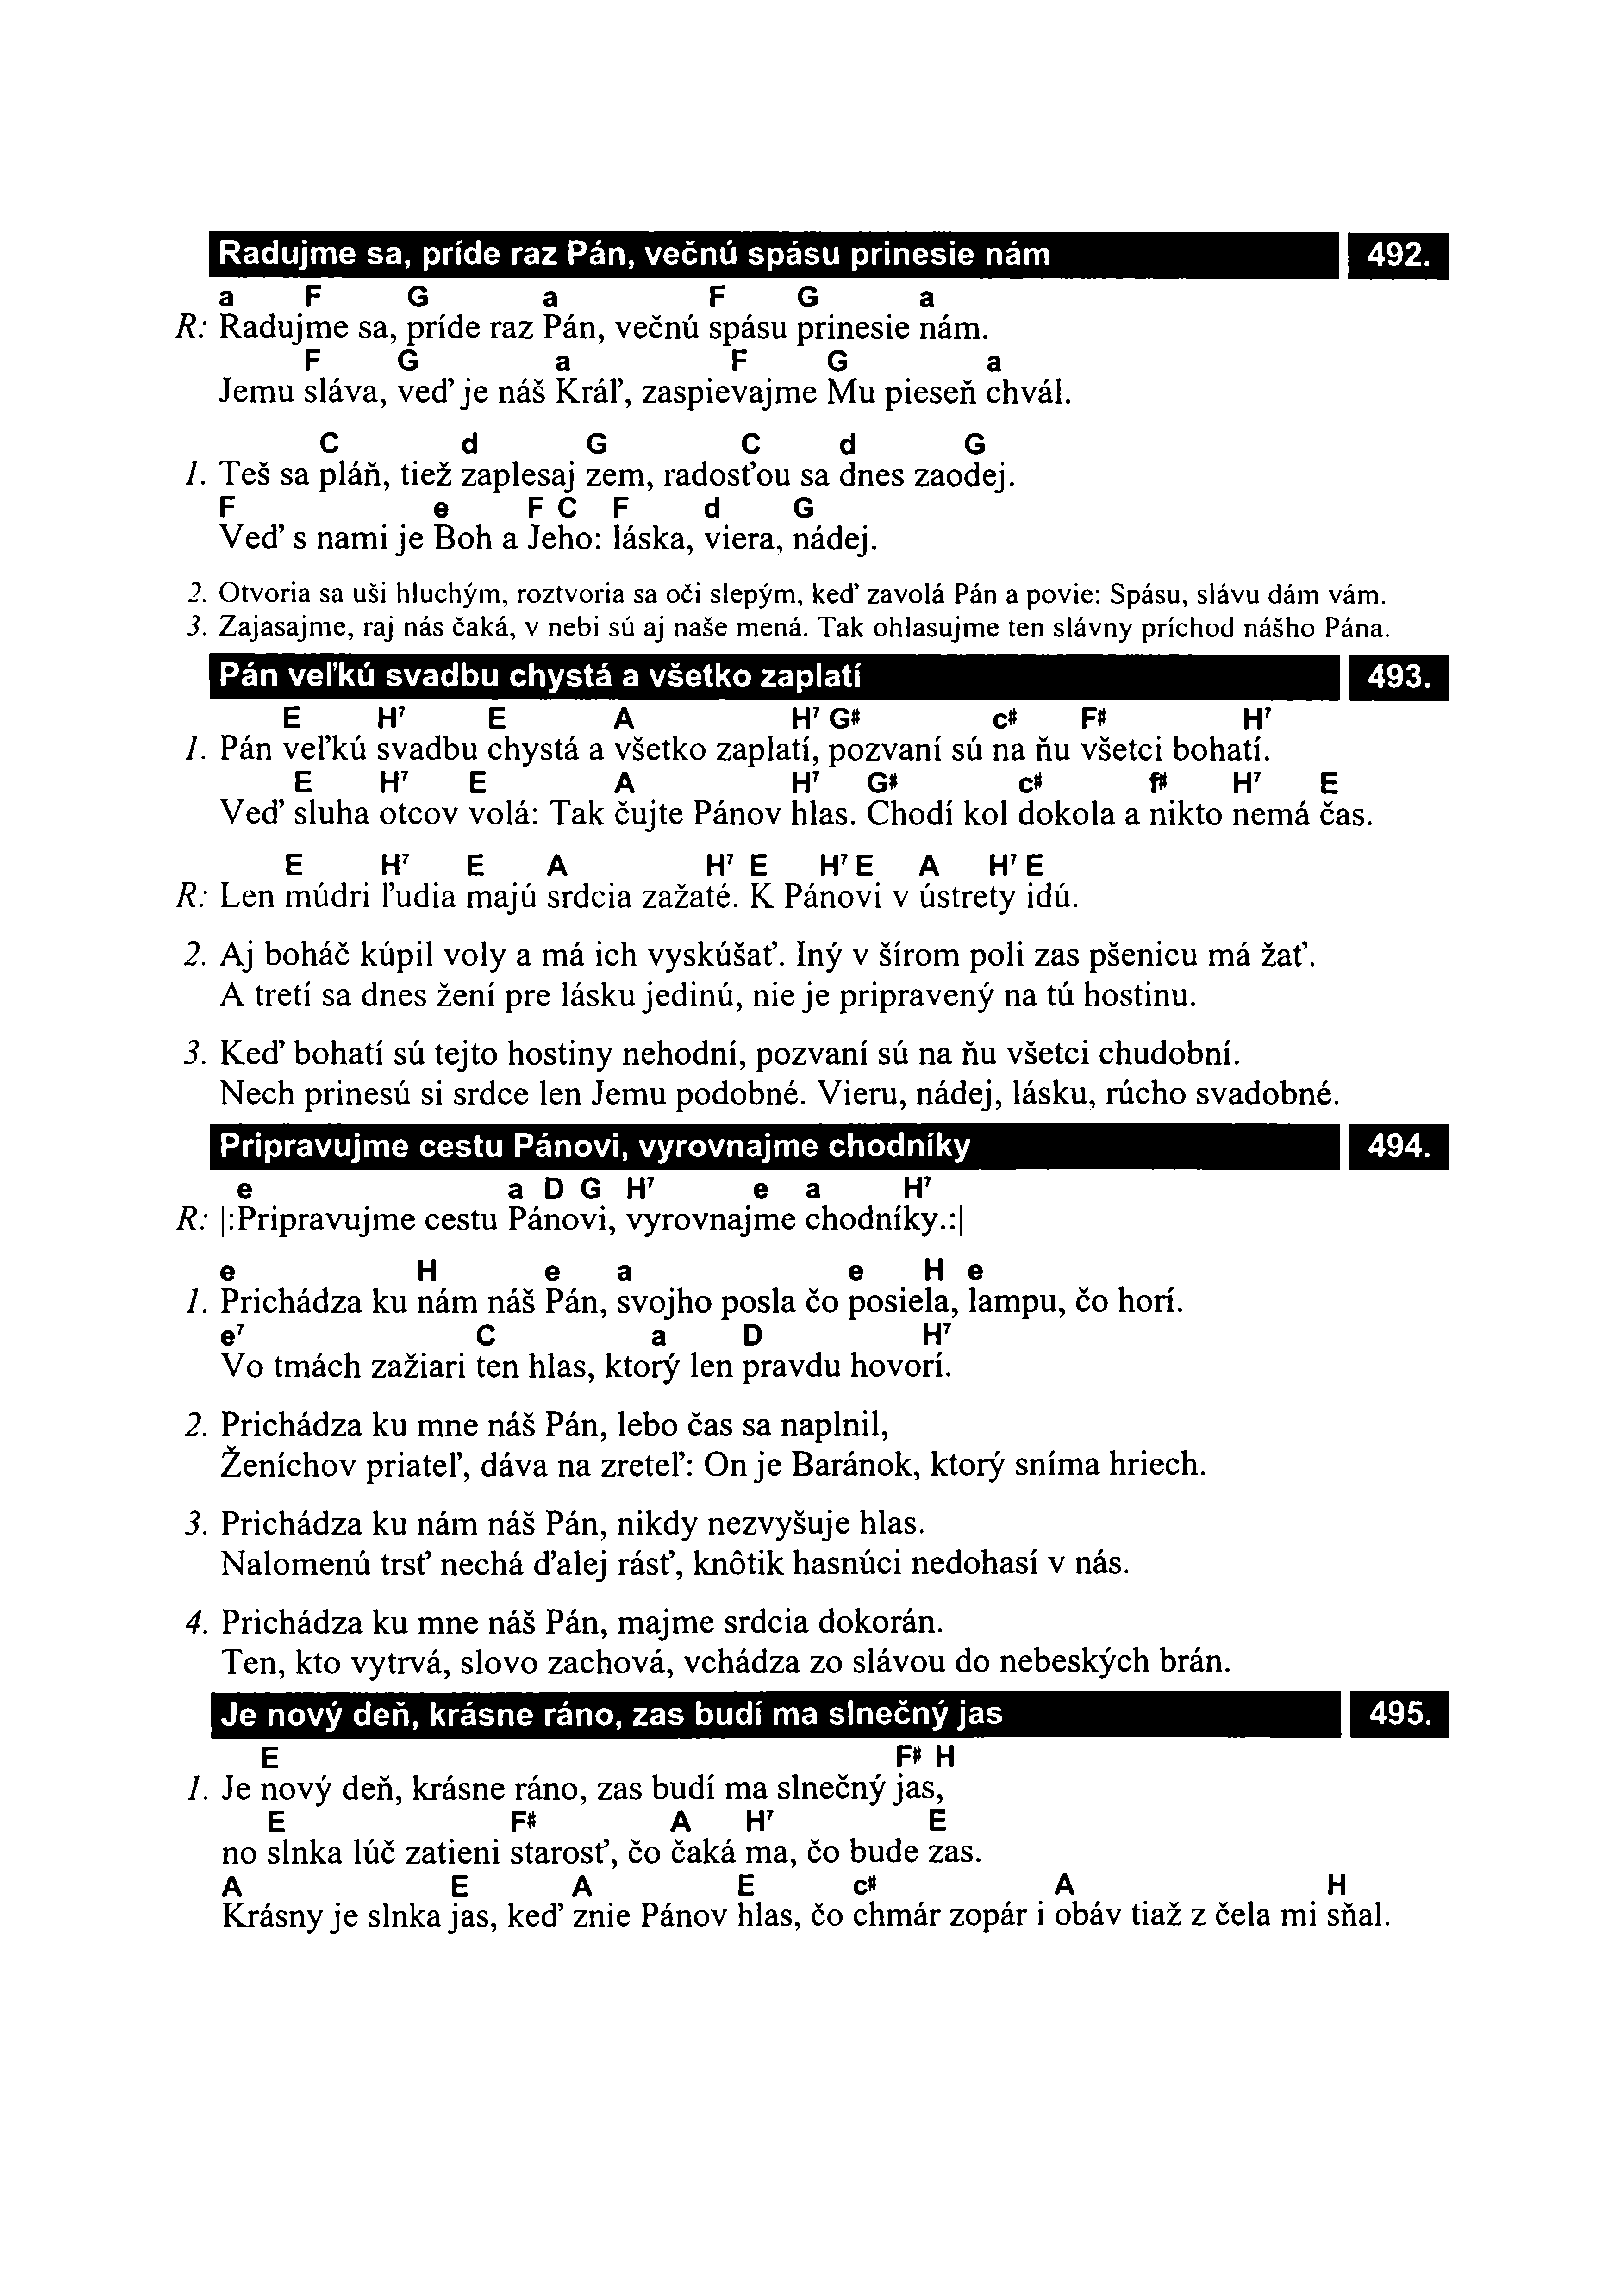 Radujme sa, príde raz Pán, večnú spásu prinesie nám 492.
a F G a F G a
R: Radujme sa, príde raz Pán, večnú spásu prinesie nám.
F G a F G a
Jemu sláva, veď je náš Kráľ, zaspievajme Mu pieseň chvál.
C d G C d G
1. Teš sa pláň, tiež zaplesaj zem, radosťou sa dnes zaodej.
F e F C F d G
Veď s nami je Boh a Jeho: láska, viera, nádej.
2. Otvoria sa uši hluchým, roztvoria sa oči slepým, keď zavolá Pán a povie: Spásu, slávu dám vám.
3. Zajasajme, raj nás čaká, v nebi sú aj naše mená. Tak ohlasujme ten slávny príchod nášho Pána.
Pán veľkú svadbu chystá a všetko zaplatí 493.
E H⁷ E A H⁷ G# c# F# H⁷
1. Pán veľkú svadbu chystá a všetko zaplatí, pozvaní sú na ňu všetci bohatí.
E H⁷ E A H⁷ G# c# f# H⁷ E
Veď sluha otcov volá: Tak čujte Pánov hlas. Chodí kol dokola a nikto nemá čas.
E H⁷ E A H⁷ E H⁷ E A H⁷ E
R: Len múdri ľudia majú srdcia zažaté. K Pánovi v ústrety idú.
2. Aj boháč kúpil voly a má ich vyskúšať. Iný v šírom poli zas pšenicu má žať.
A tretí sa dnes žení pre lásku jedinú, nie je pripravený na tú hostinu.
3. Keď bohatí sú tejto hostiny nehodní, pozvaní sú na ňu všetci chudobní.
Nech prinesú si srdce len Jemu podobné. Vieru, nádej, lásku, rúcho svadobné.
Pripravujme cestu Pánovi, vyrovnajme chodníky 494.
e a D G H⁷ e a H⁷
R: |:Pripravujme cestu Pánovi, vyrovnajme chodníky.:|
e H e a e H e
1. Prichádza ku nám náš Pán, svojho posla čo posiela, lampu, čo horí.
e⁷ C a D H⁷
Vo tmách zažiari ten hlas, ktorý len pravdu hovorí.
2. Prichádza ku mne náš Pán, lebo čas sa naplnil,
Ženíchov priateľ, dáva na zreteľ: On je Baránok, ktorý sníma hriech.
3. Prichádza ku nám náš Pán, nikdy nezvyšuje hlas.
Nalomenú trsť nechá ďalej rásť, knôtik hasnúci nedohasí v nás.
4. Prichádza ku mne náš Pán, majme srdcia dokorán.
Ten, kto vytrvá, slovo zachová, vchádza zo slávou do nebeských brán.
Je nový deň, krásne ráno, zas budí ma slnečný jas 495.
E F# H
1. Je nový deň, krásne ráno, zas budí ma slnečný jas,
E F# A H⁷ E
no slnka lúč zatieni starosť, čo čaká ma, čo bude zas.
A E A E c# A H
Krásny je slnka jas, keď znie Pánov hlas, čo chmár zopár i obáv tiaž z čela mi sňal.